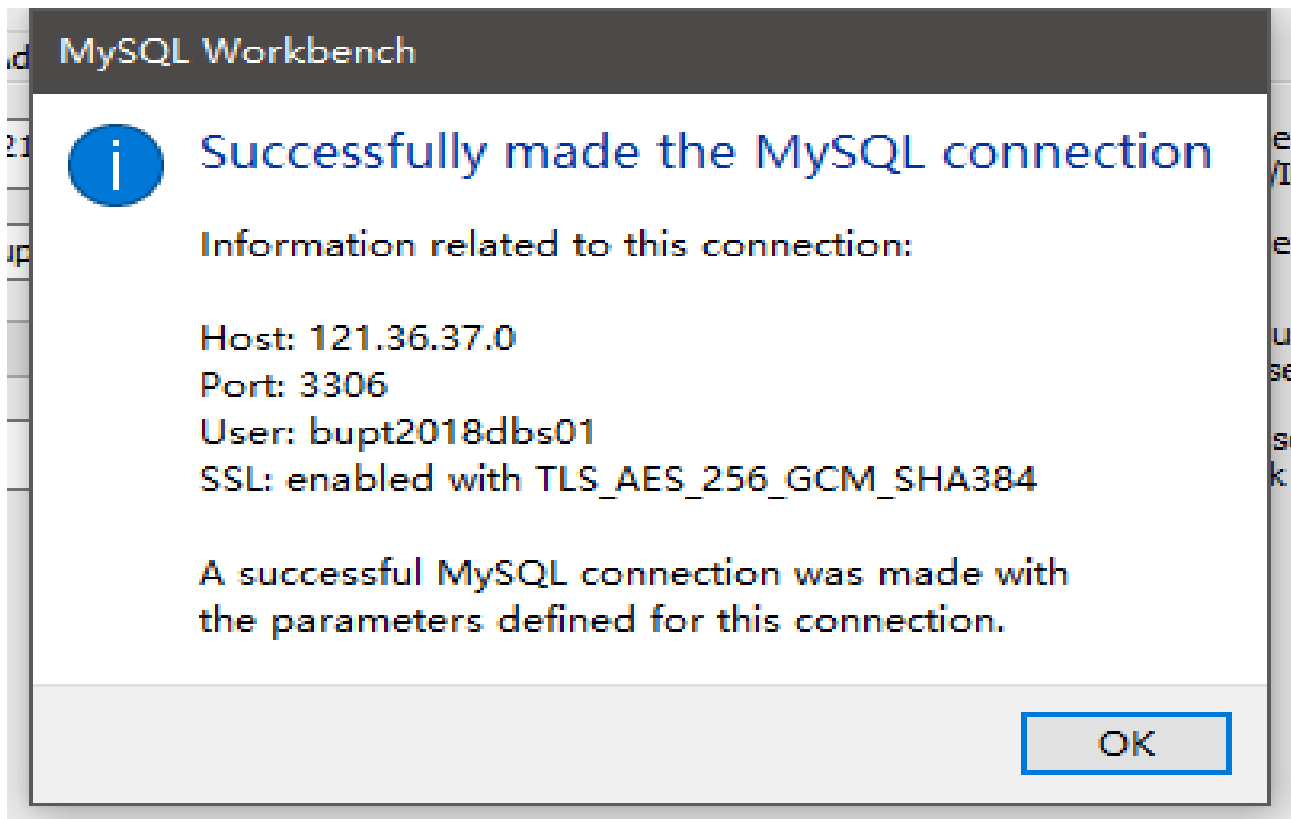 MySQL Workbench
Successfully made the MySQL connection
Information related to this connection:
Host: 121.36.37.0
Port: 3306
User: bupt2018dbs01
SSL: enabled with TLS_AES_256_GCM_SHA384
A successful MySQL connection was made with
the parameters defined for this connection.
OK